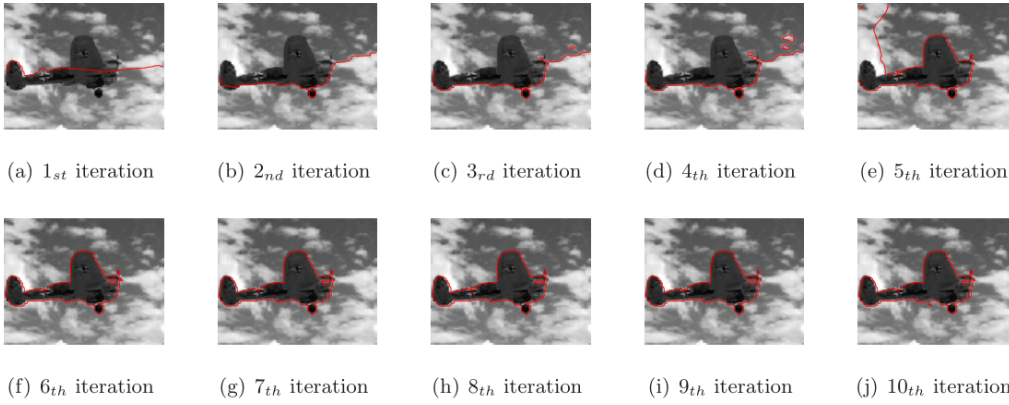 (a) 1st iteration (b) 2nd iteration (c) 3rd iteration (d) 4th iteration (e) 5th iteration
(f) 6th iteration (g) 7th iteration (h) 8th iteration (i) 9th iteration (j) 10th iteration